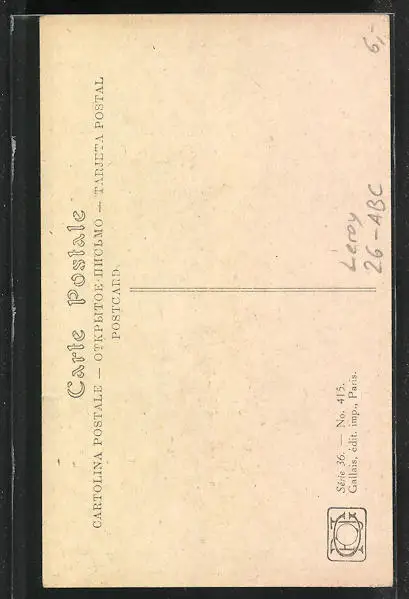 Carte Postale
CARTOLINA POSTALE — ОТКРЫТОЕ ПИСЬМО — TARJETA POSTAL
POSTCARD
6,-
Leroy
26-ABC
Série 36. — No. 415.
Gallais, édit. imp., Paris.